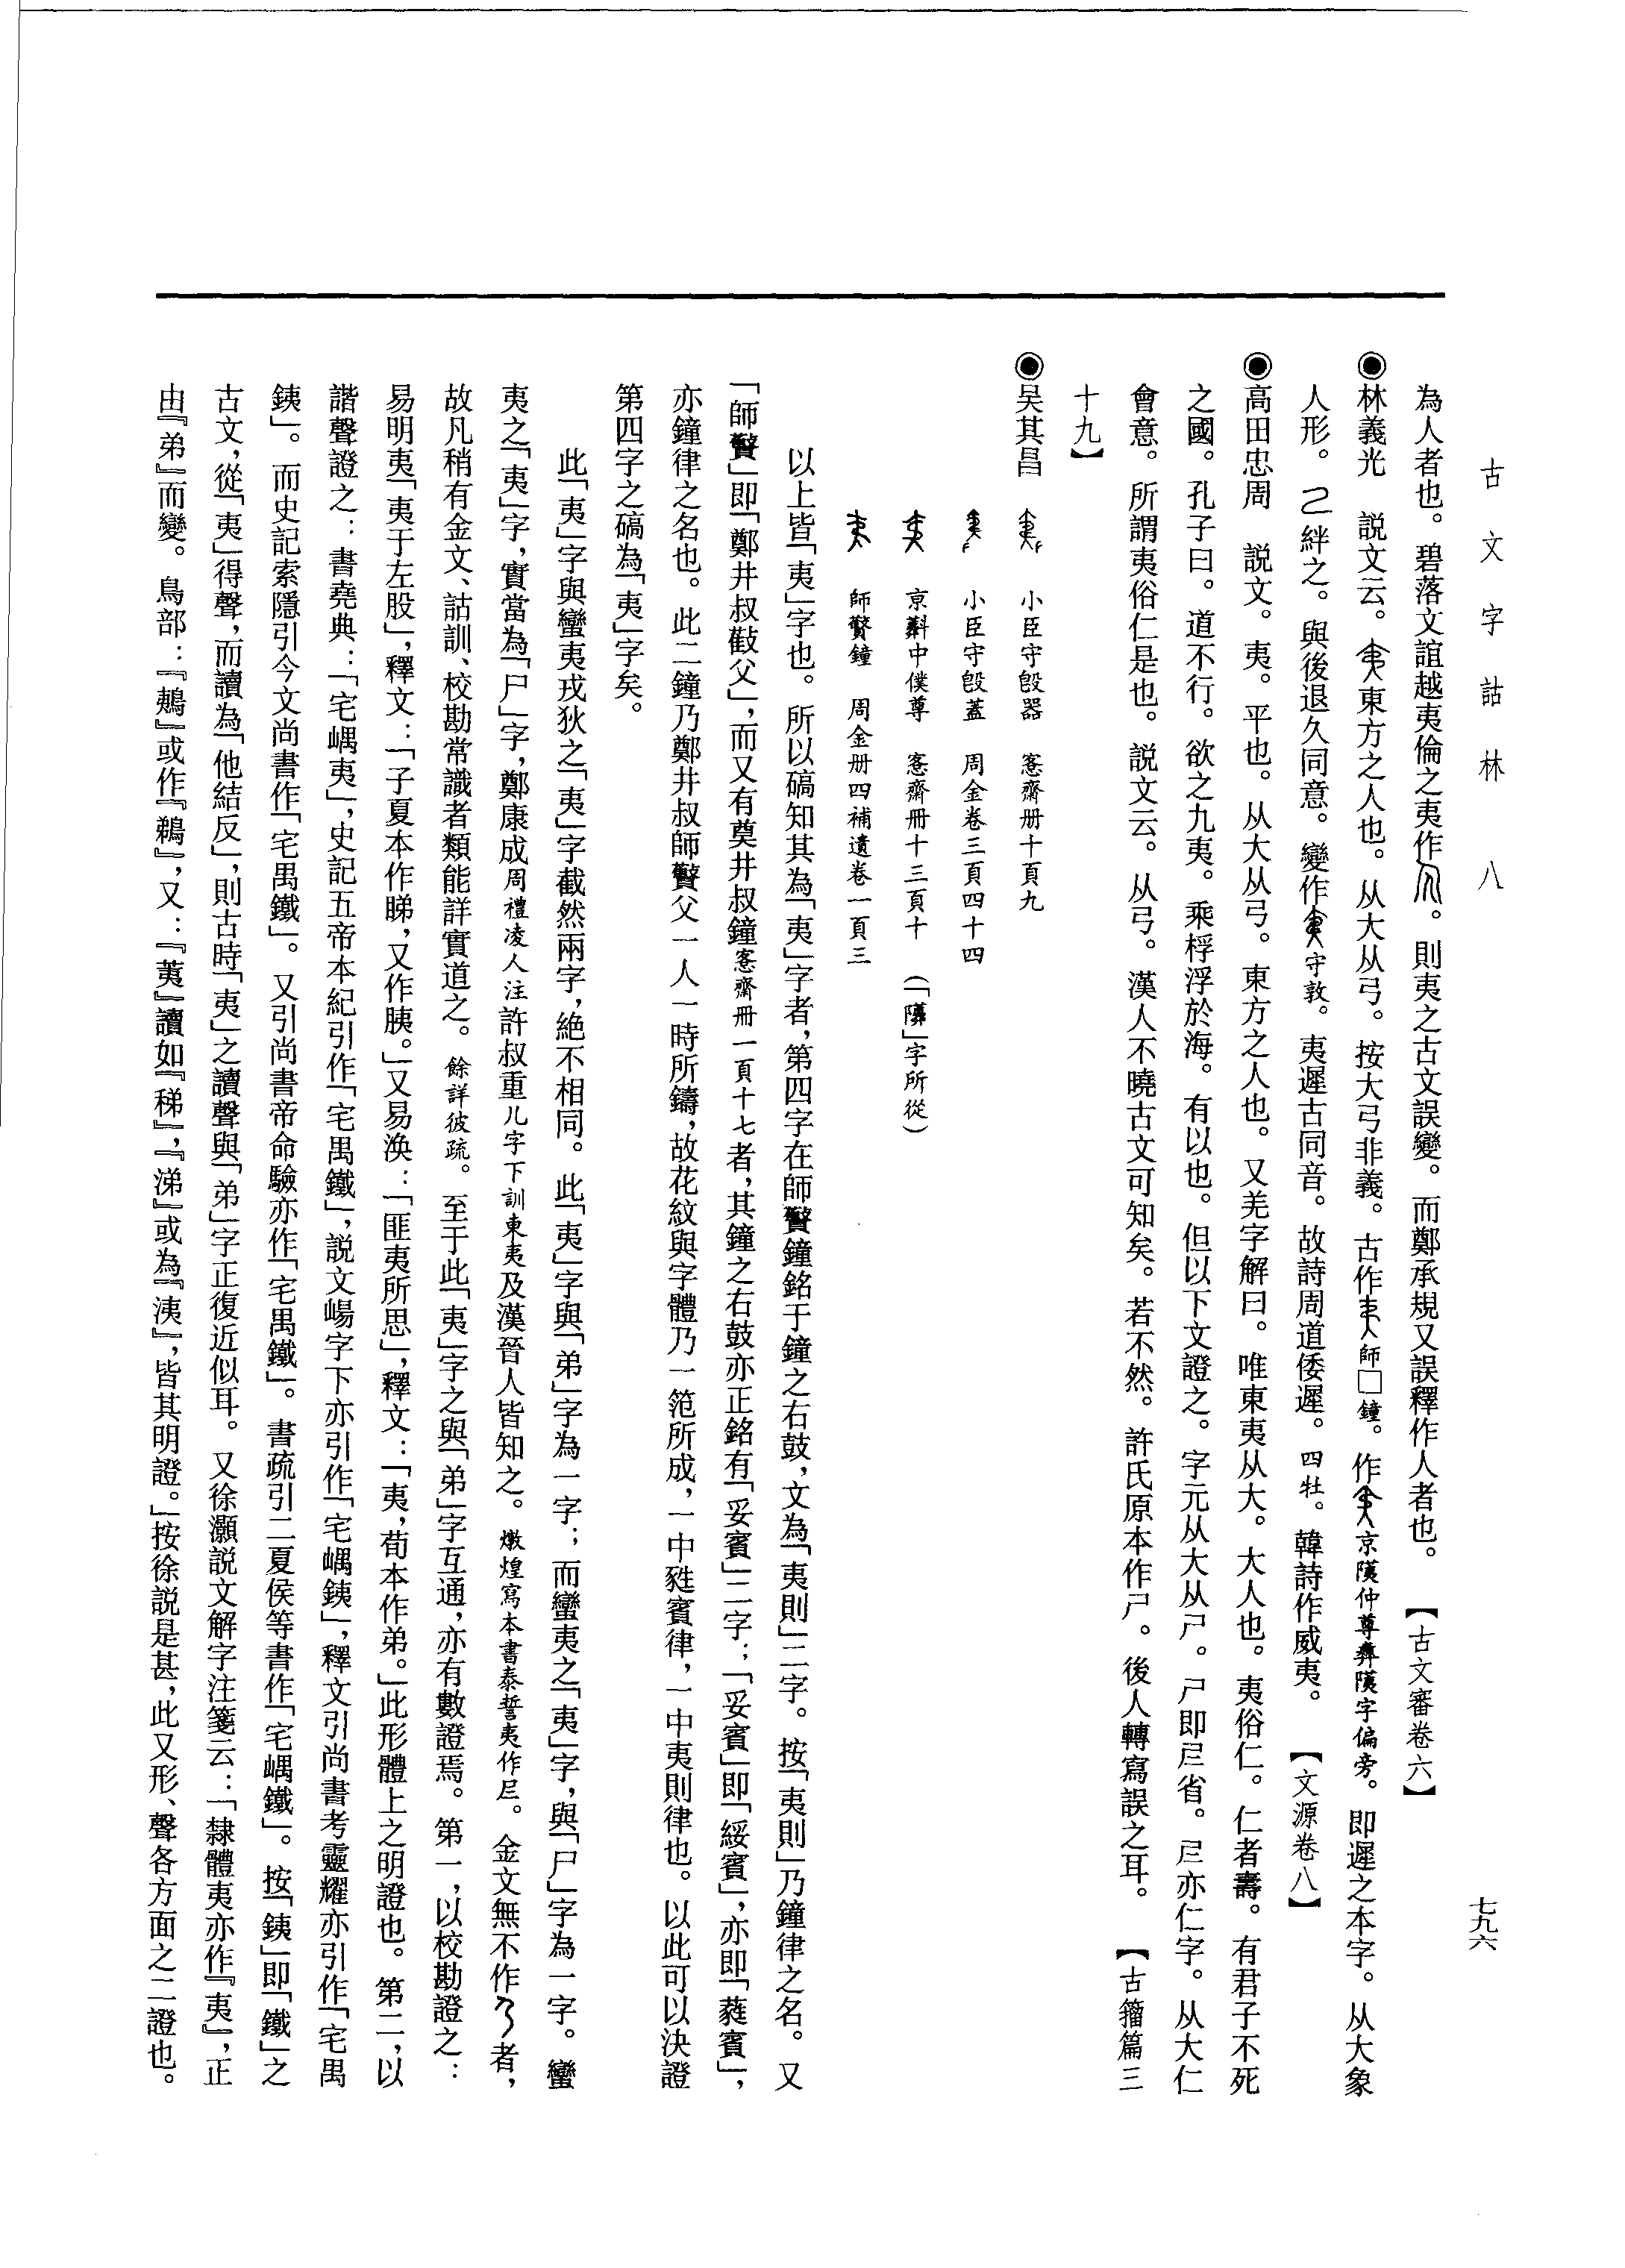 古文字詁林　八
七九六
為人者也。碧落文誼越夷倫之夷作。則夷之古文誤變。而鄭承規又誤釋作人者也。【古文審卷六】
◉林義光　説文云。夷東方之人也。从大从弓。按大弓非義。古作師□鐘。作京𨽿仲尊彝𨽿字偏旁。即遲之本字。从大象
人形。絆之。與後退久同意。變作守敦。夷遲古同音。故詩周道倭遲。四牡。韓詩作威夷。【文源卷八】
◉高田忠周　説文。夷。平也。从大从弓。東方之人也。又羌字解曰。唯東夷从大。大人也。夷俗仁。仁者壽。有君子不死
之國。孔子曰。道不行。欲之九夷。乘桴浮於海。有以也。但以下文證之。字元从大从𠃜。𠃜即𡰥省。𡰥亦仁字。从大仁
會意。所謂夷俗仁是也。説文云。从弓。漢人不曉古文可知矣。若不然。許氏原本作𠃜。後人轉寫誤之耳。【古籀篇三
十九】
◉吴其昌　小臣守𣪘器　愙齋册十頁九
小臣守𣪘蓋　周金卷三頁四十四
京中僕尊　愙齋冊十三頁十　（「」字所從）
師𧶜鐘　周金册四補遺卷一頁三
以上皆「夷」字也。所以碻知其為「夷」字者，第四字在師鐘銘于鐘之右鼓，文為「夷則」二字。按「夷則」乃鐘律之名。又
「師」即「鄭井叔父」，而又有奠井叔鐘愙齋冊一頁十七者，其鐘之右鼓亦正銘有「妥賓」二字；「妥賓」即「綏賓」，亦即「蕤賓」，
亦鐘律之名也。此二鐘乃鄭井叔師父一人一時所鑄，故花紋與字體乃一范所成，一中甤賓律，一中夷則律也。以此可以決證
第四字之碻為「夷」字矣。
此「夷」字與蠻夷戎狄之「夷」字截然兩字，絶不相同。此「夷」字與「弟」字為一字；而蠻夷之「夷」字，與「尸」字為一字。蠻
夷之「夷」字，實當為「尸」字，鄭康成周禮凌人注許叔重儿字下訓東夷及漢晉人皆知之。燉煌寫本書泰誓夷作𡰥。金文無不作者，
故凡稍有金文、詁訓、校勘常識者類能詳實道之。餘詳彼疏。至于此「夷」字之與「弟」字互通，亦有數證焉。第一，以校勘證之：
易明夷「夷于左股」，釋文：「子夏本作睇，又作胰。」又易渙：「匪夷所思」，釋文：「夷，荀本作弟。」此形體上之明證也。第二，以
諧聲證之：書堯典：「宅嵎夷」，史記五帝本紀引作「宅禺鐵」，説文崵字下亦引作「宅嵎銕」，釋文引尚書考靈耀亦引作「宅禺
銕」。而史記索隱引今文尚書作「宅禺鐵」。又引尚書帝命驗亦作「宅禺鐵」。書疏引二夏侯等書作「宅嵎鐵」。按「銕」即「鐵」之
古文，從「夷」得聲，而讀為「他結反」，則古時「夷」之讀聲與「弟」字正復近似耳。又徐灝説文解字注箋云：「隸體夷亦作『夷』，正
由『弟』而變。鳥部：『鶇』或作『鵜』，又：『荑』讀如『稊』，『涕』或為『洟』，皆其明證。」按徐説是甚，此又形、聲各方面之二證也。